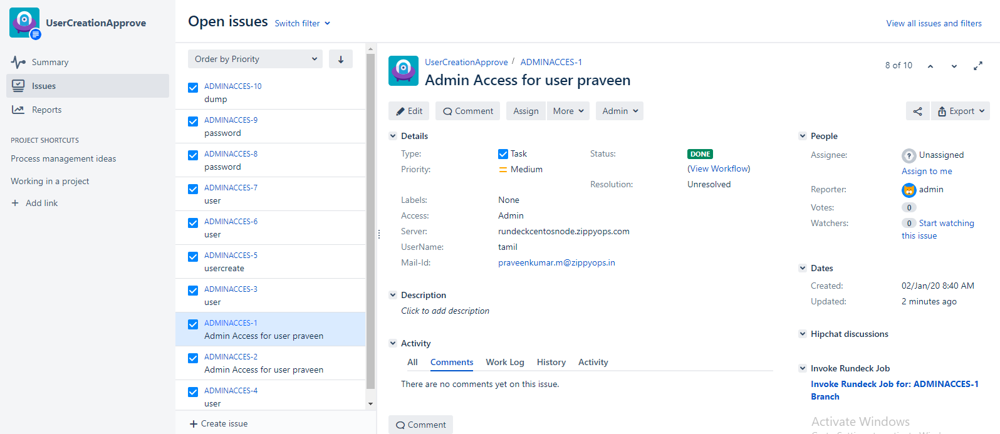 UserCreationApprove
Summary
Issues
Reports
PROJECT SHORTCUTS
Process management ideas
Working in a project
+ Add link
Open issues Switch filter
View all issues and filters
Order by Priority
ADMINACCES-10
dump
ADMINACCES-9
password
ADMINACCES-8
password
ADMINACCES-7
user
ADMINACCES-6
user
ADMINACCES-5
usercreate
ADMINACCES-3
user
ADMINACCES-1
Admin Access for user praveen
ADMINACCES-2
Admin Access for user praveen
ADMINACCES-4
user
+ Create issue
UserCreationApprove / ADMINACCES-1
Admin Access for user praveen
8 of 10
Edit Comment Assign More Admin
Export
Details
Type: Task
Status: DONE
(View Workflow)
Priority: Medium
Resolution: Unresolved
Labels: None
Access: Admin
Server: rundeckcentosnode.zippyops.com
UserName: tamil
Mail-Id: praveenkumar.m@zippyops.in
Description
Click to add description
Activity
All Comments Work Log History Activity
There are no comments yet on this issue.
Comment
People
Assignee: ? Unassigned
Assign to me
Reporter: admin
Votes: 0
Watchers: 0 Start watching
this issue
Dates
Created: 02/Jan/20 8:40 AM
Updated: 2 minutes ago
Hipchat discussions
Invoke Rundeck Job
Invoke Rundeck Job for: ADMINACCES-1
Branch
Activate Windows